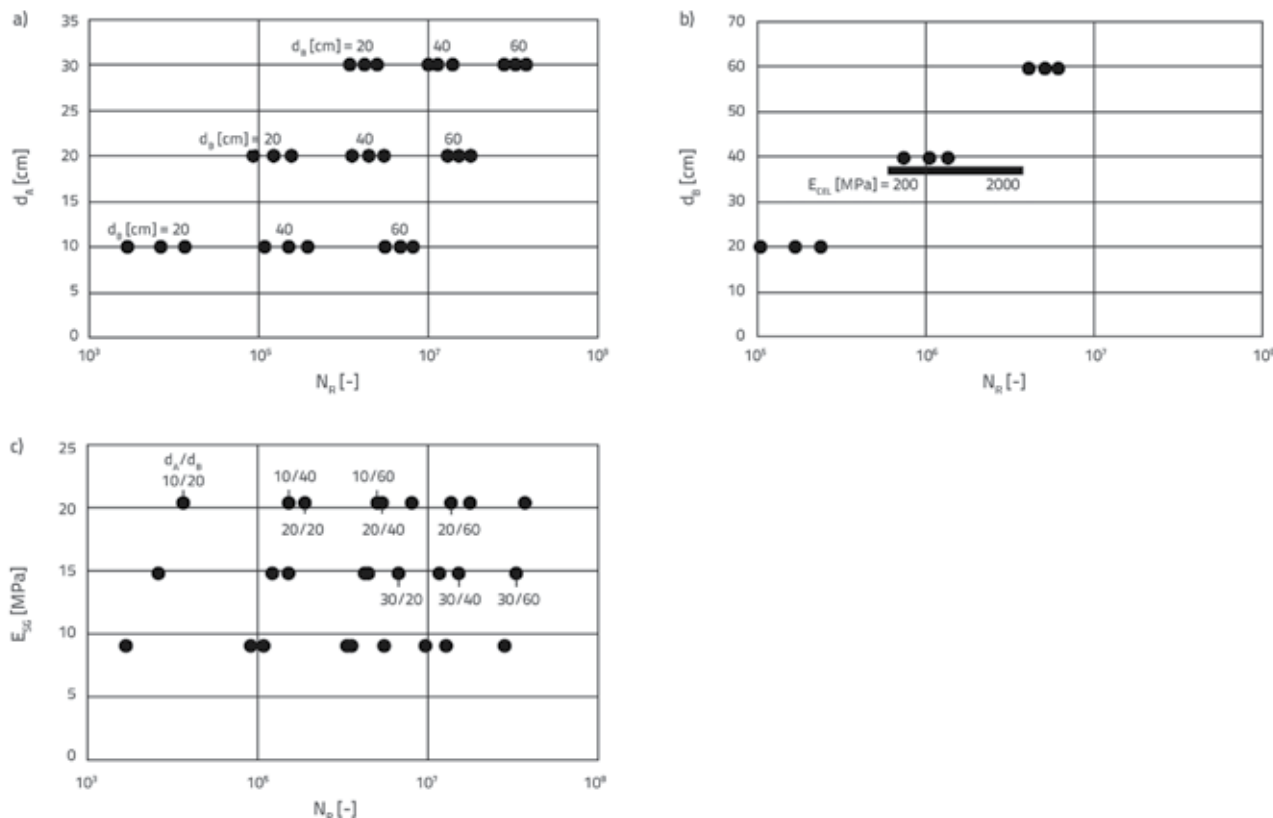 a)
35
30
25
20
15
10
5
0
d_A [cm]
d_B [cm] = 20 40 60
d_B [cm] = 20 40 60
d_B [cm] = 20 40 60
10³ 10⁵ 10⁷ 10⁹
N_R [-]
b)
70
60
50
40
30
20
10
0
d_B [cm]
E_DEL [MPa] = 200 2000
10⁵ 10⁶ 10⁷ 10⁸
N_R [-]
c)
25
20
15
10
5
0
E_SG [MPa]
d_A/d_B
10/20 10/40 10/60
20/20 20/40 20/60
30/20 30/40 30/60
10³ 10⁵ 10⁷ 10⁹
N_R [-]